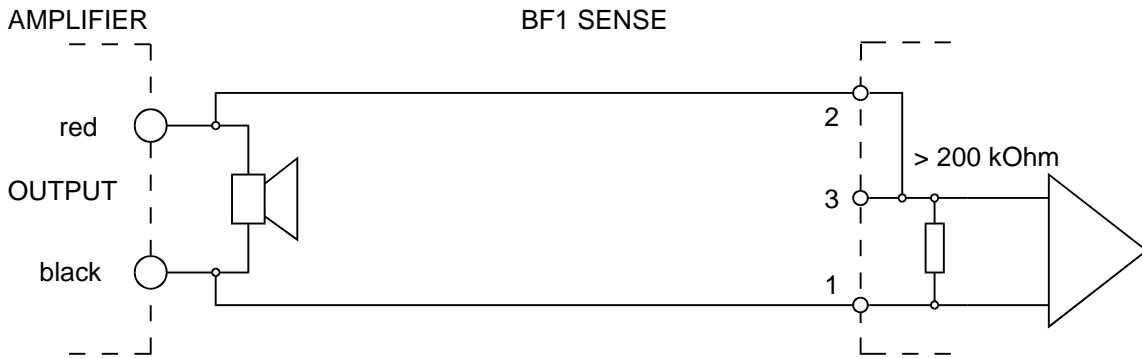 AMPLIFIER
BF1 SENSE
red
2
> 200 kOhm
OUTPUT
3
black
1